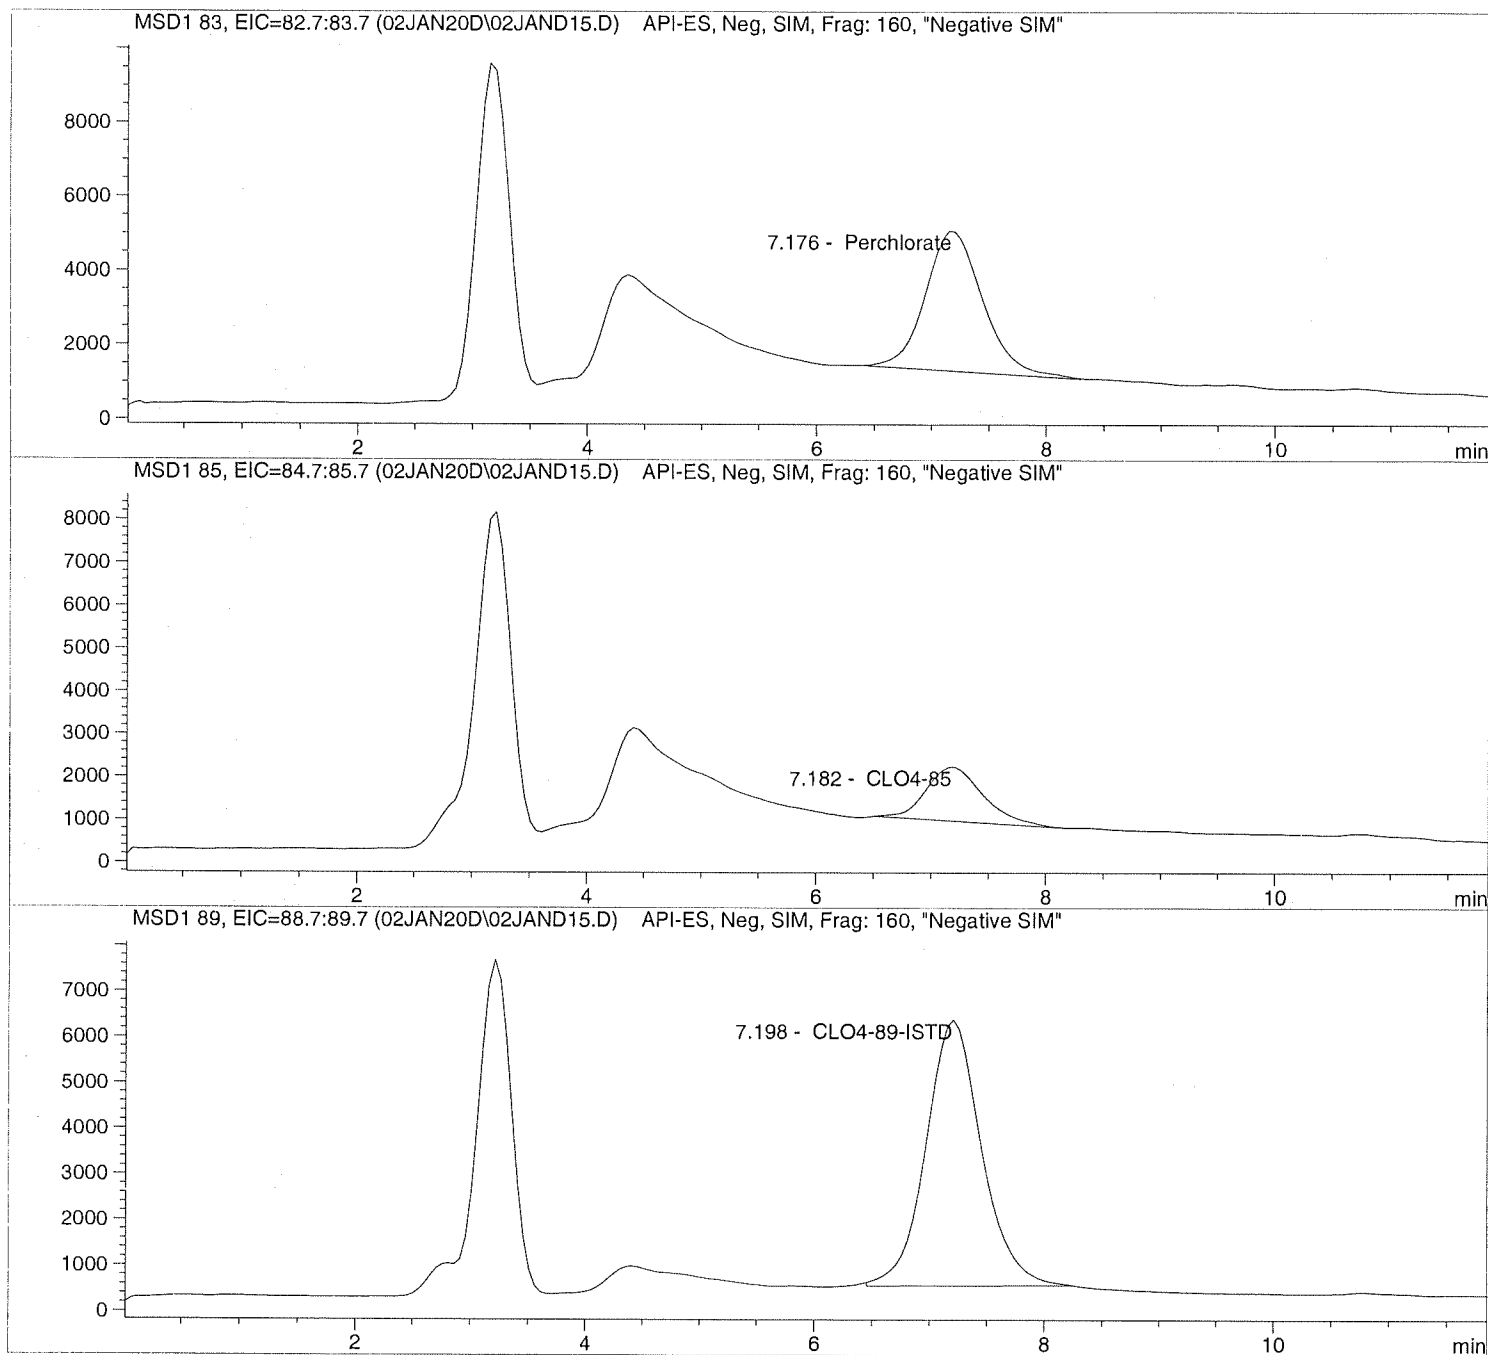 MSD1 83, EIC=82.7:83.7 (02JAN20D\02JAND15.D) API-ES, Neg, SIM, Frag: 160, "Negative SIM"
8000
6000
4000
2000
0
7.176 - Perchlorate
2 4 6 8 10 min
MSD1 85, EIC=84.7:85.7 (02JAN20D\02JAND15.D) API-ES, Neg, SIM, Frag: 160, "Negative SIM"
8000
7000
6000
5000
4000
3000
2000
1000
0
7.182 - CLO4-85
2 4 6 8 10 min
MSD1 89, EIC=88.7:89.7 (02JAN20D\02JAND15.D) API-ES, Neg, SIM, Frag: 160, "Negative SIM"
7000
6000
5000
4000
3000
2000
1000
0
7.198 - CLO4-89-ISTD
2 4 6 8 10 min